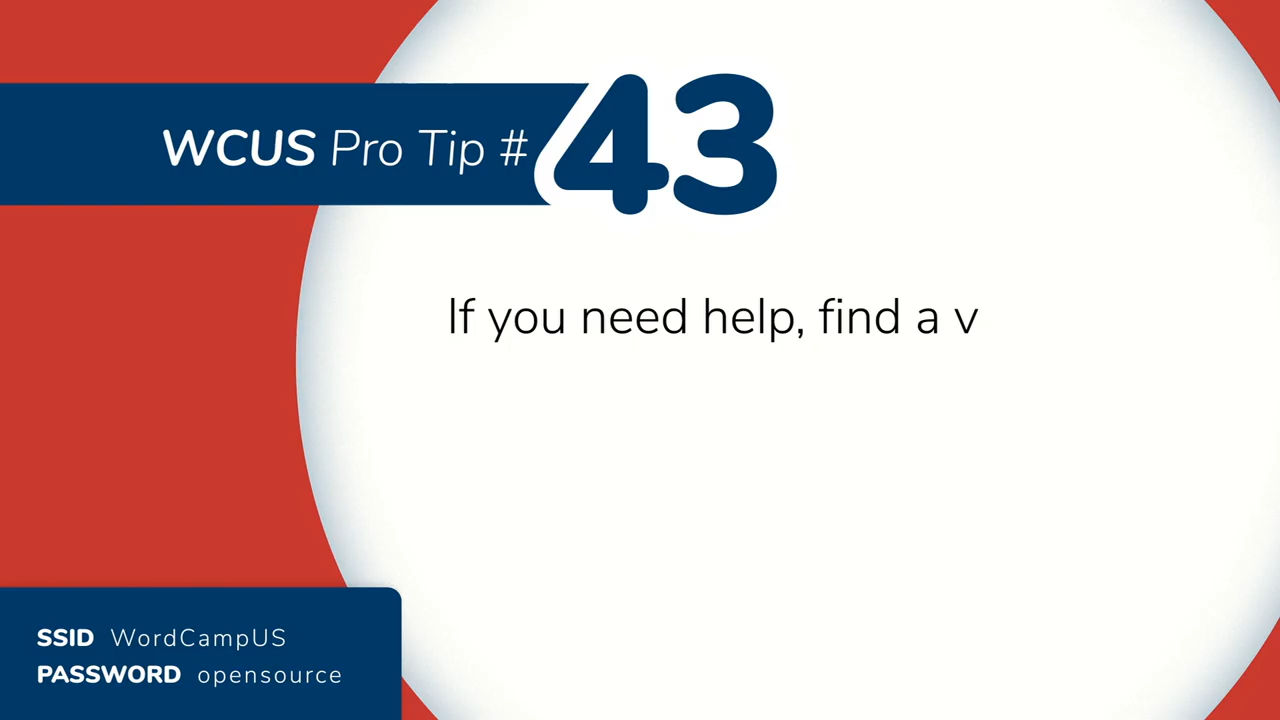 WCUS Pro Tip #43
If you need help, find a v
SSID WordCampUS
PASSWORD opensource